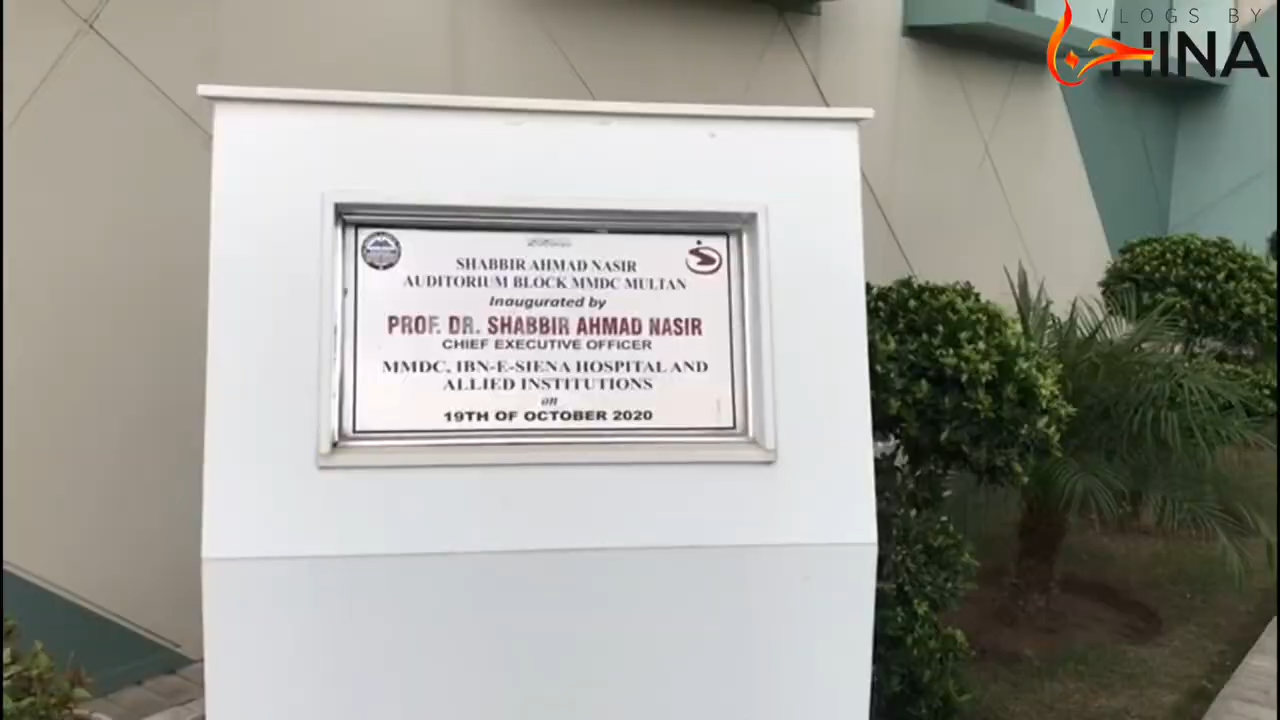 VLOGS BY
HINA
SHABBIR AHMAD NASIR
AUDITORIUM BLOCK MMDC MULTAN
Inaugurated by
PROF. DR. SHABBIR AHMAD NASIR
CHIEF EXECUTIVE OFFICER
MMDC, IBN-E-SIENA HOSPITAL AND
ALLIED INSTITUTIONS
on
19TH OF OCTOBER 2020